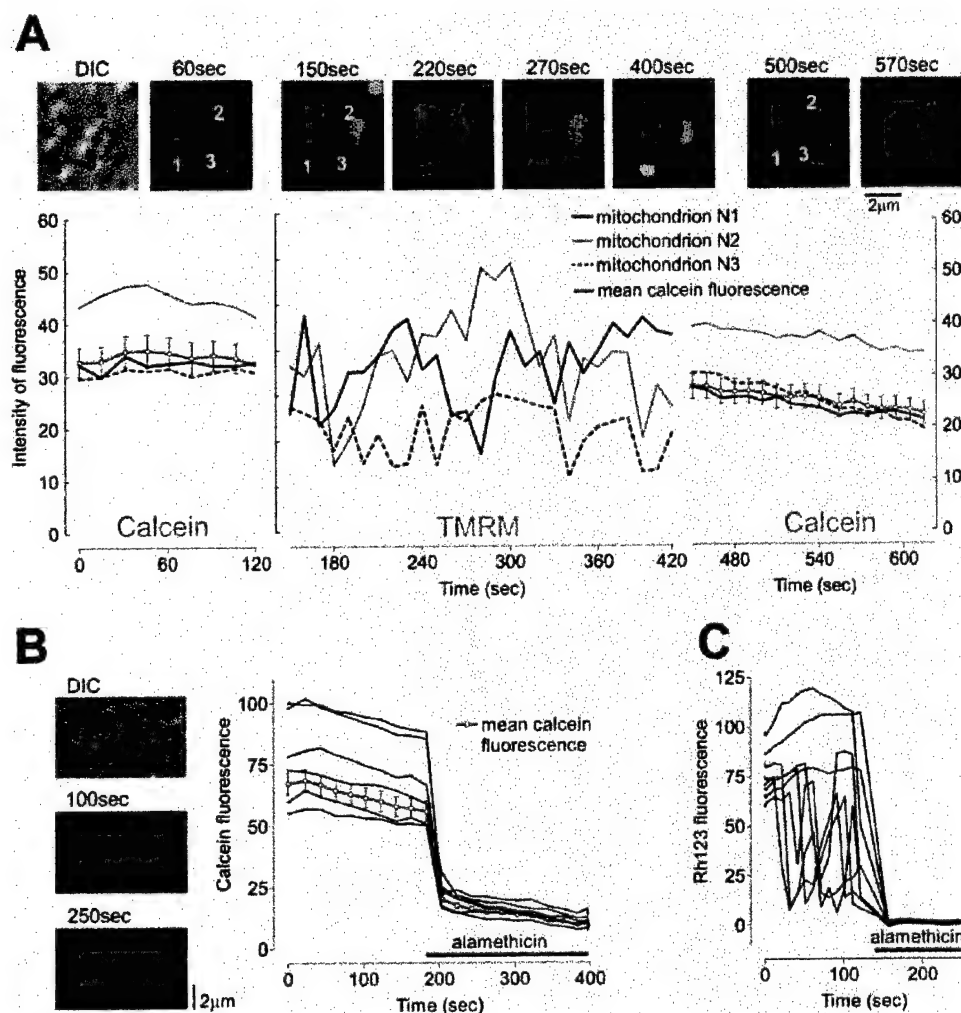 A
DIC 60sec 150sec 220sec 270sec 400sec 500sec 570sec
2 2 2
1 3 1 3 1 3
2μm
mitochondrion N1
mitochondrion N2
mitochondrion N3
mean calcein fluorescence
Intensity of fluorescence
60 50 40 30 20 10 0
60 50 40 30 20 10 0
Calcein TMRM Calcein
0 60 120 180 240 300 360 420 480 540 600
Time (sec) Time (sec) Time (sec)
B
DIC
100sec
250sec
2μm
Calcein fluorescence
100 75 50 25 0
mean calcein
fluorescence
alamethicin
0 100 200 300 400
Time (sec)
C
Rh123 fluorescence
125 100 75 50 25 0
alamethicin
0 100 200
Time (sec)